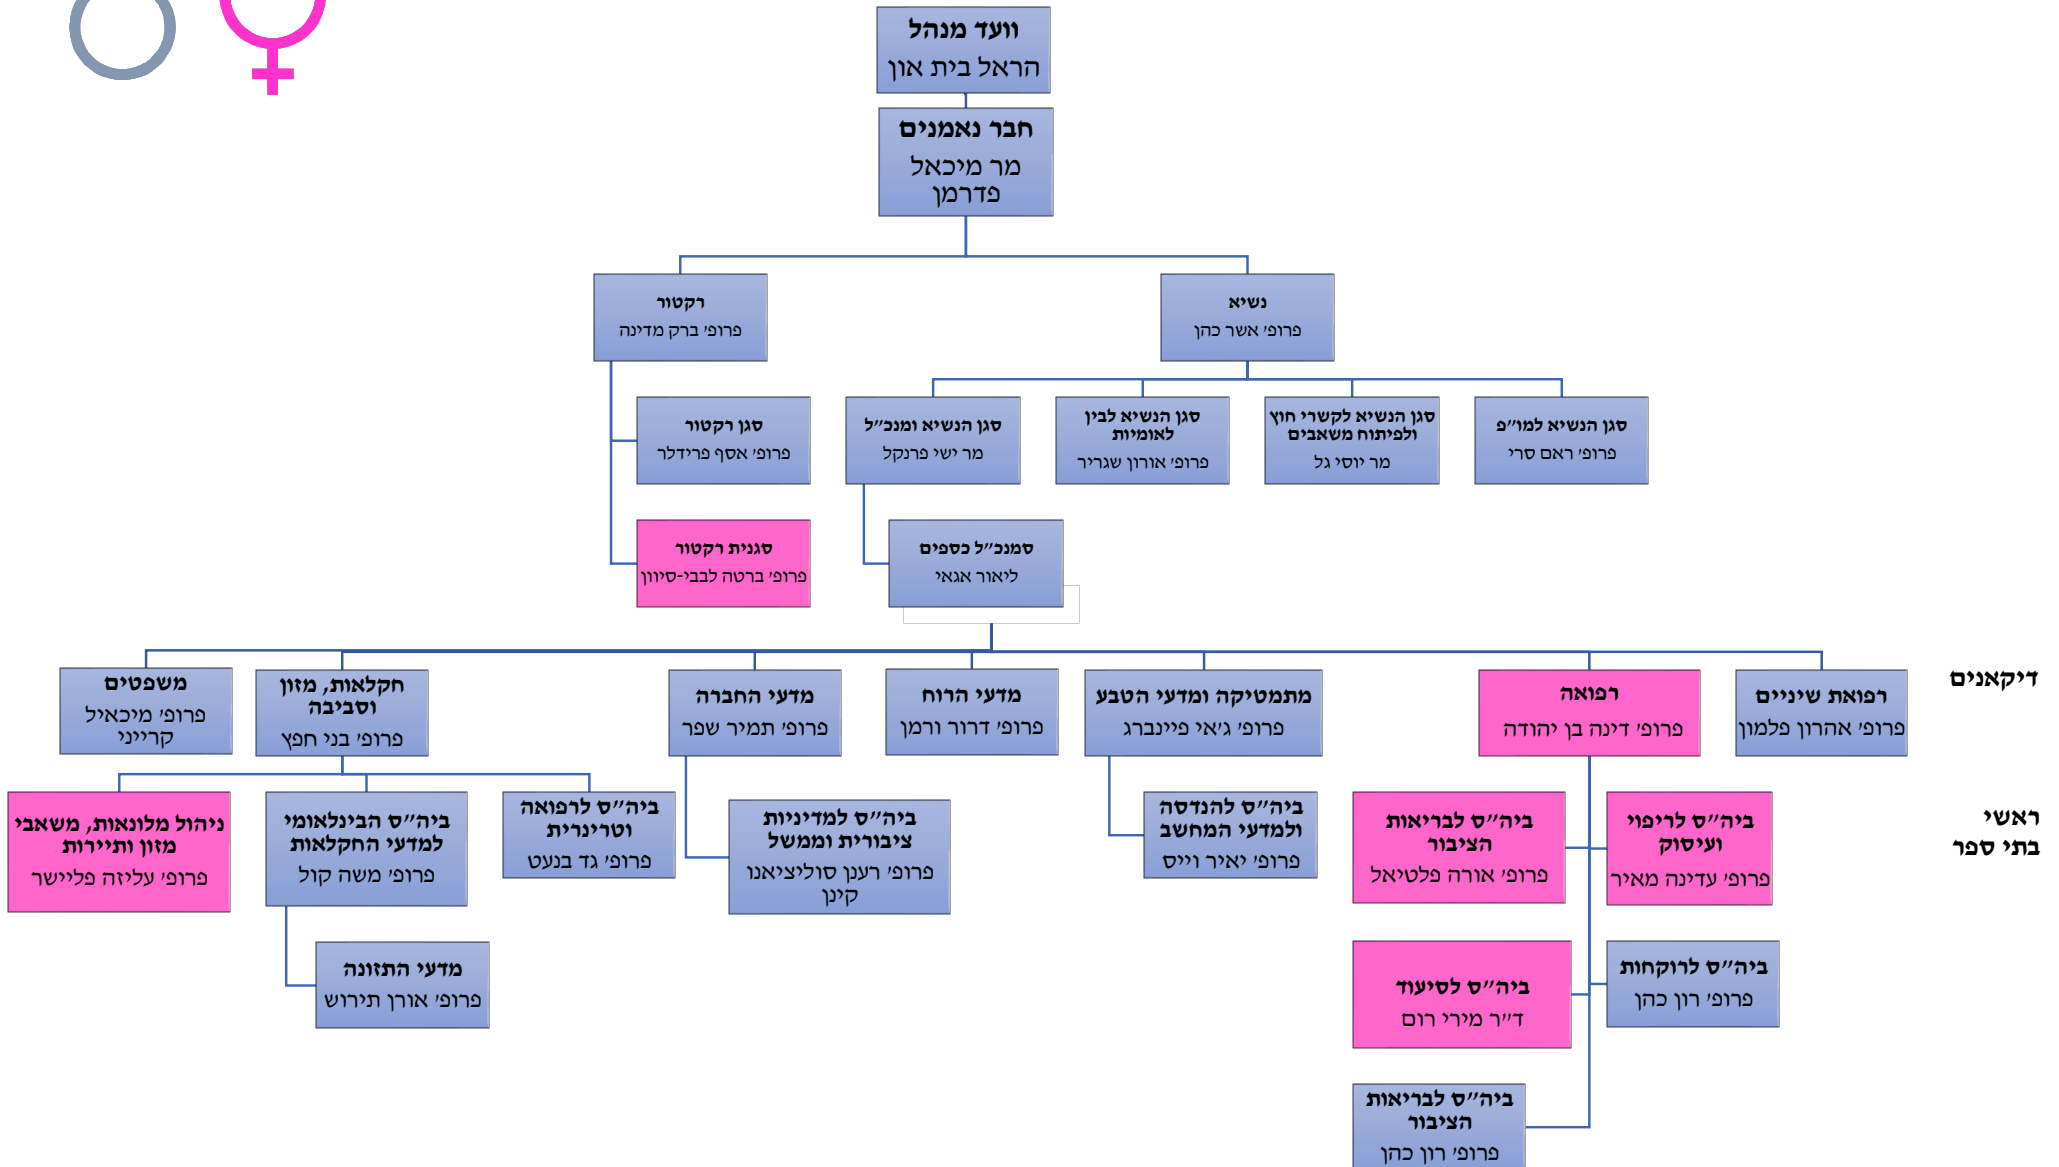 וועד מנהל
הראל בית און
חבר נאמנים
מר מיכאל
פדרמן
נשיא
פרופ׳ אשר כהן
רקטור
פרופ׳ ברק מדינה
סגן הנשיא למו״פ
פרופ׳ ראם סרי
סגן הנשיא לקשרי חוץ
ולפיתוח משאבים
מר יוסי גל
סגן הנשיא לבין
לאומיות
פרופ׳ אורון שגריר
סגן הנשיא ומנכ״ל
מר ישי פרנקל
סגן רקטור
פרופ׳ אסף פרידלר
סמנכ״ל כספים
ליאור אגאי
סגנית רקטור
פרופ׳ ברטה לבבי-סיוון
דיקאנים
רפואת שיניים
פרופ׳ אהרון פלמון
רפואה
פרופ׳ דינה בן יהודה
מתמטיקה ומדעי הטבע
פרופ׳ ג׳אי פיינברג
מדעי הרוח
פרופ׳ דרור ורמן
מדעי החברה
פרופ׳ תמיר שפר
חקלאות, מזון
וסביבה
פרופ׳ בני חפץ
משפטים
פרופ׳ מיכאיל
קרייני
ראשי
בתי ספר
ביה״ס לריפוי
ועיסוק
פרופ׳ עדינה מאיר
ביה״ס לבריאות
הציבור
פרופ׳ אורה פלטיאל
ביה״ס להנדסה
ולמדעי המחשב
פרופ׳ יאיר וייס
ביה״ס למדיניות
ציבורית וממשל
פרופ׳ רענן סוליציאנו
קינן
ביה״ס לרפואה
וטרינרית
פרופ׳ גד בנעט
ביה״ס הבינלאומי
למדעי החקלאות
פרופ׳ משה קול
ניהול מלונאות, משאבי
מזון ותיירות
פרופ׳ עליזה פליישר
ביה״ס לרוקחות
פרופ׳ רון כהן
ביה״ס לסיעוד
ד״ר מירי רום
מדעי התזונה
פרופ׳ אורן תירוש
ביה״ס לבריאות
הציבור
פרופ׳ רון כהן